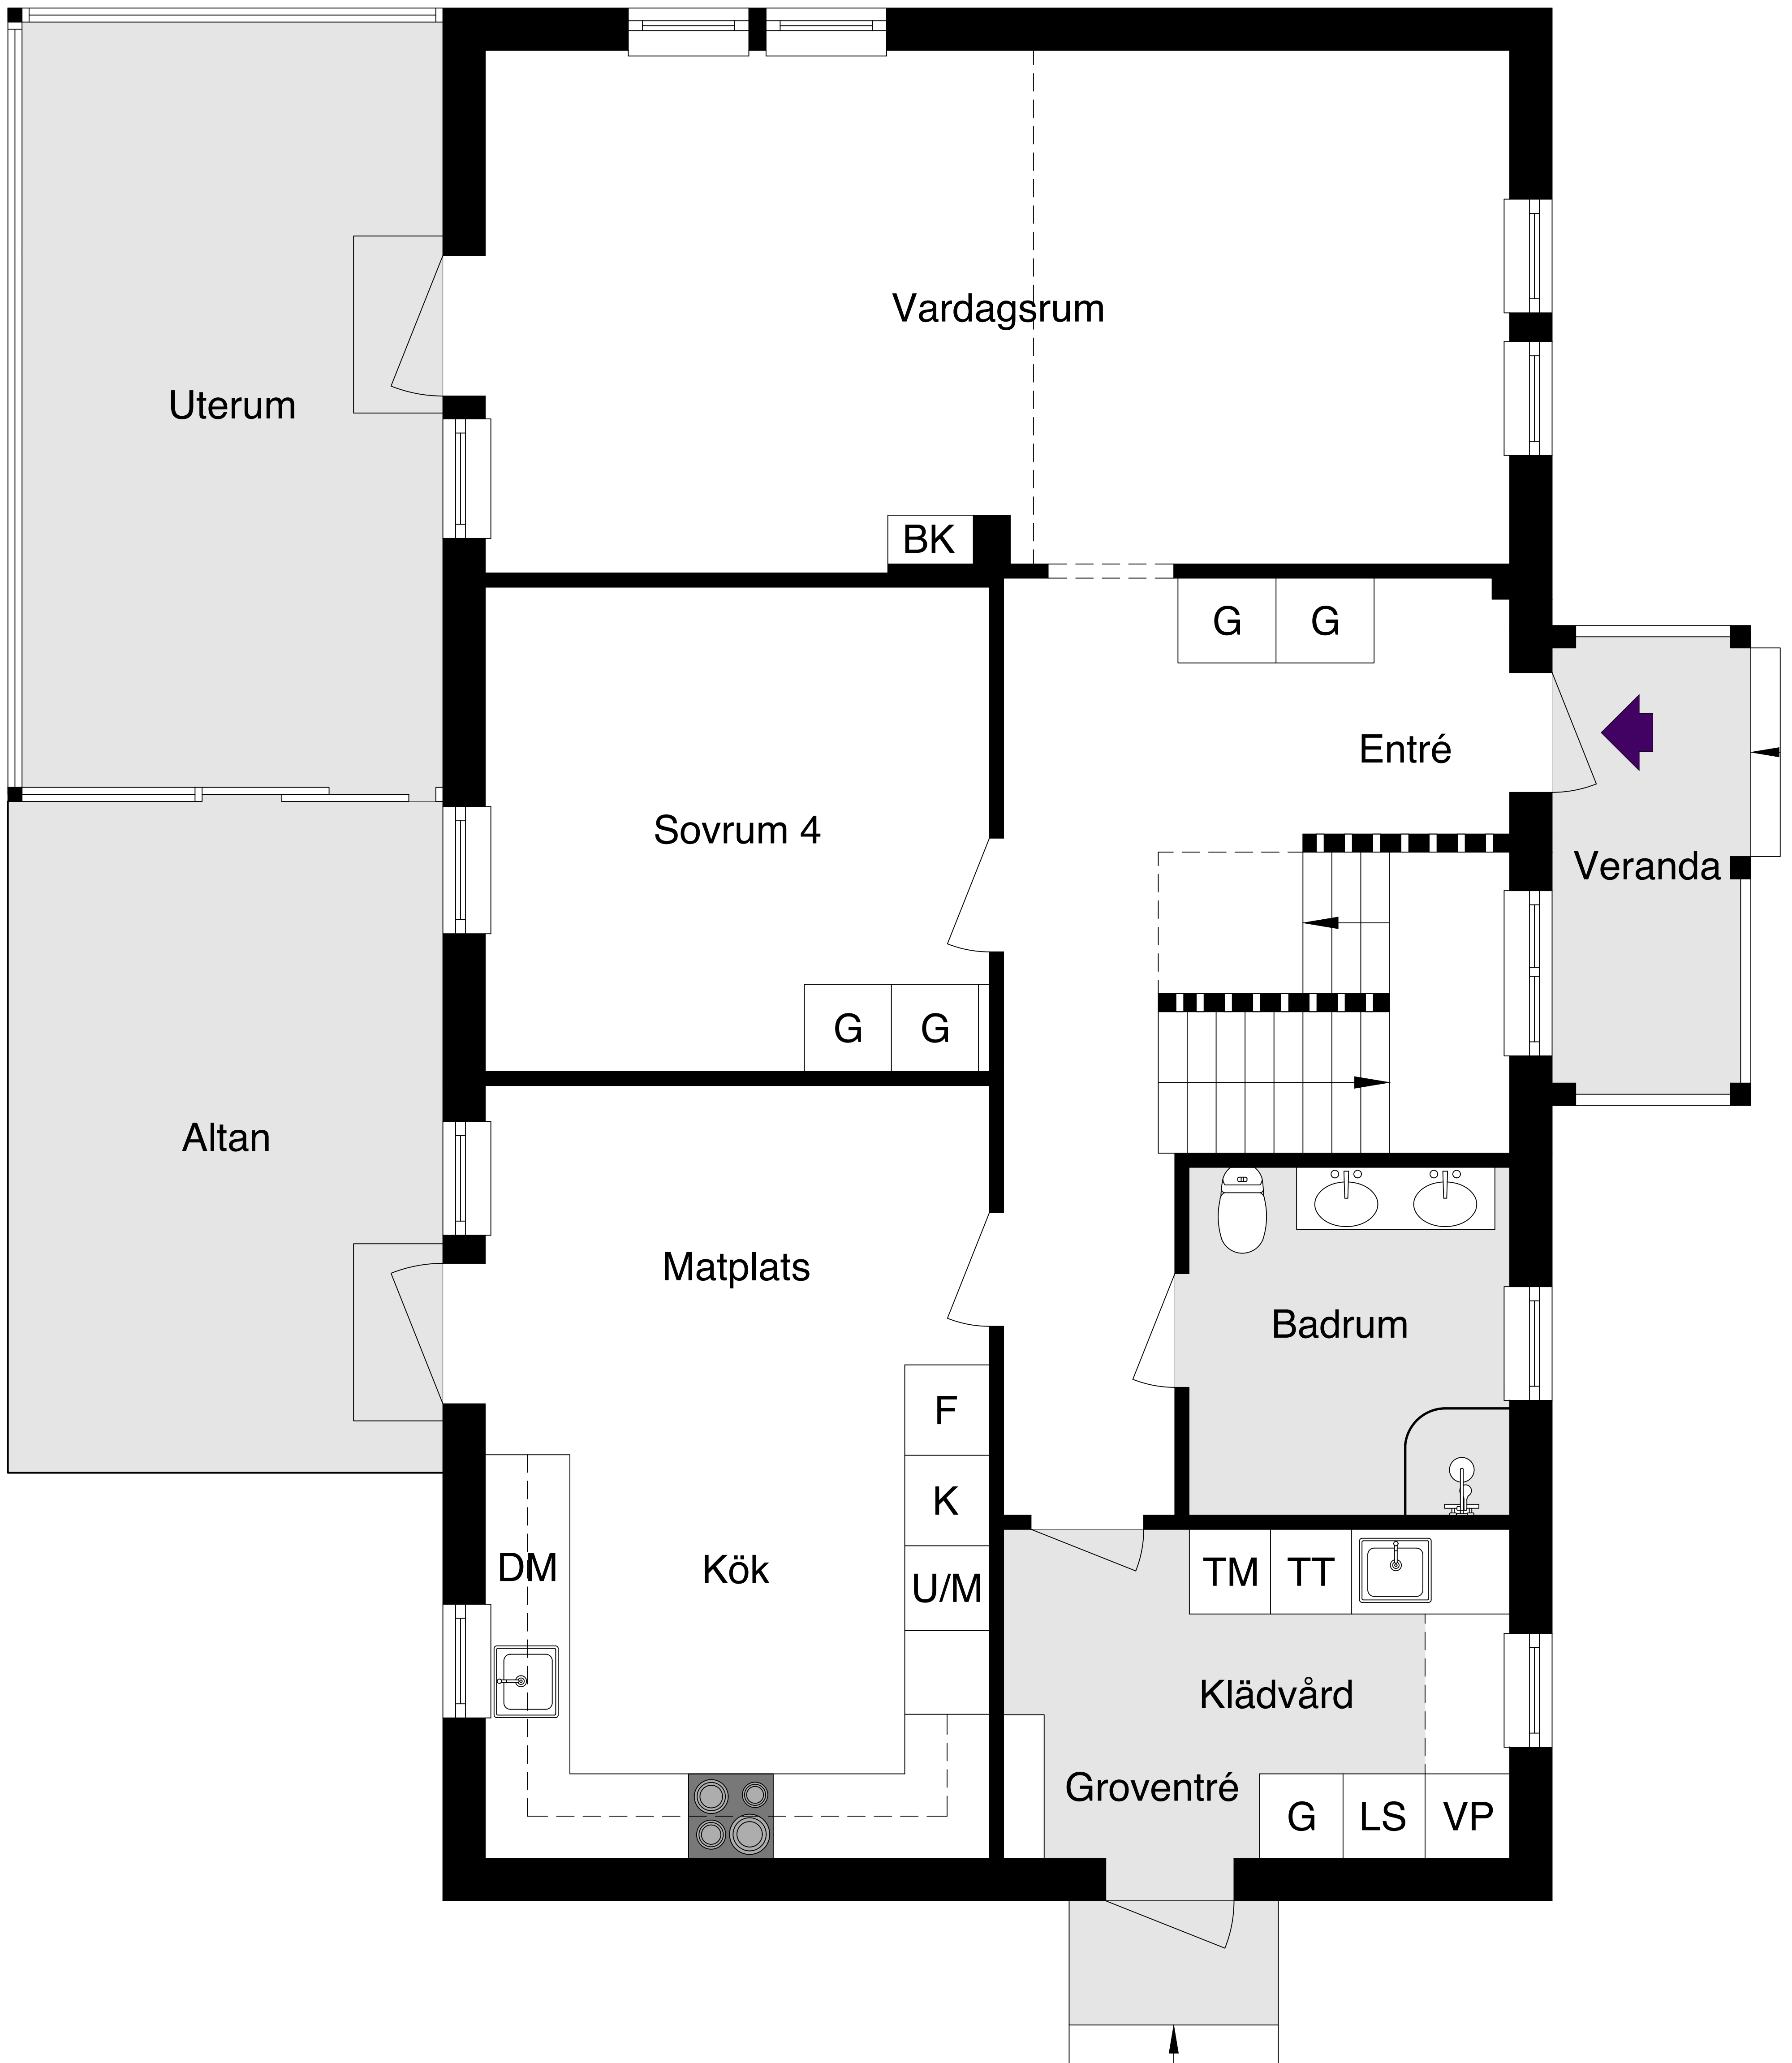 Vardagsrum
Uterum
BK
G G
Entré
Sovrum 4
Veranda
G G
Altan
Matplats
Badrum
F
K
DM
Kök
U/M
TM TT
Klädvård
Groventré
G LS VP